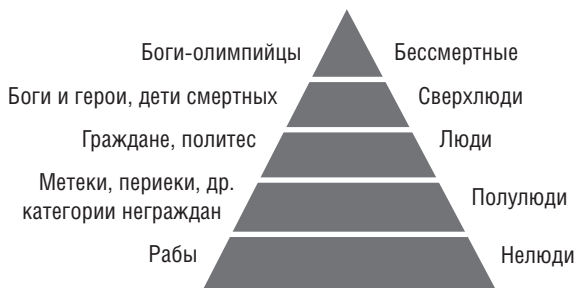 Боги-олимпийцы Бессмертные
Боги и герои, дети смертных Сверхлюди
Граждане, политес Люди
Метеки, периеки, др.
категории неграждан Полулюди
Рабы Нелюди